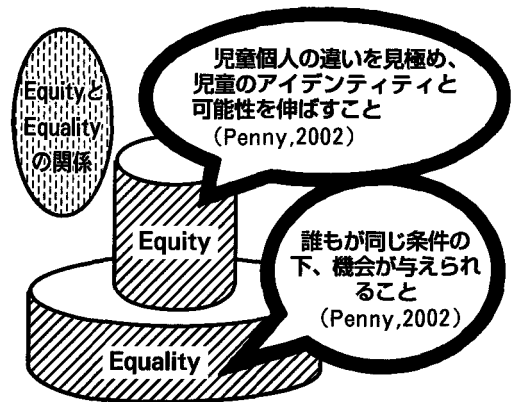 Equityと
Equality
の関係
児童個人の違いを見極め、
児童のアイデンティティと
可能性を伸ばすこと
(Penny,2002)
Equity
誰もが同じ条件の
下、機会が与えられ
ること
(Penny,2002)
Equality